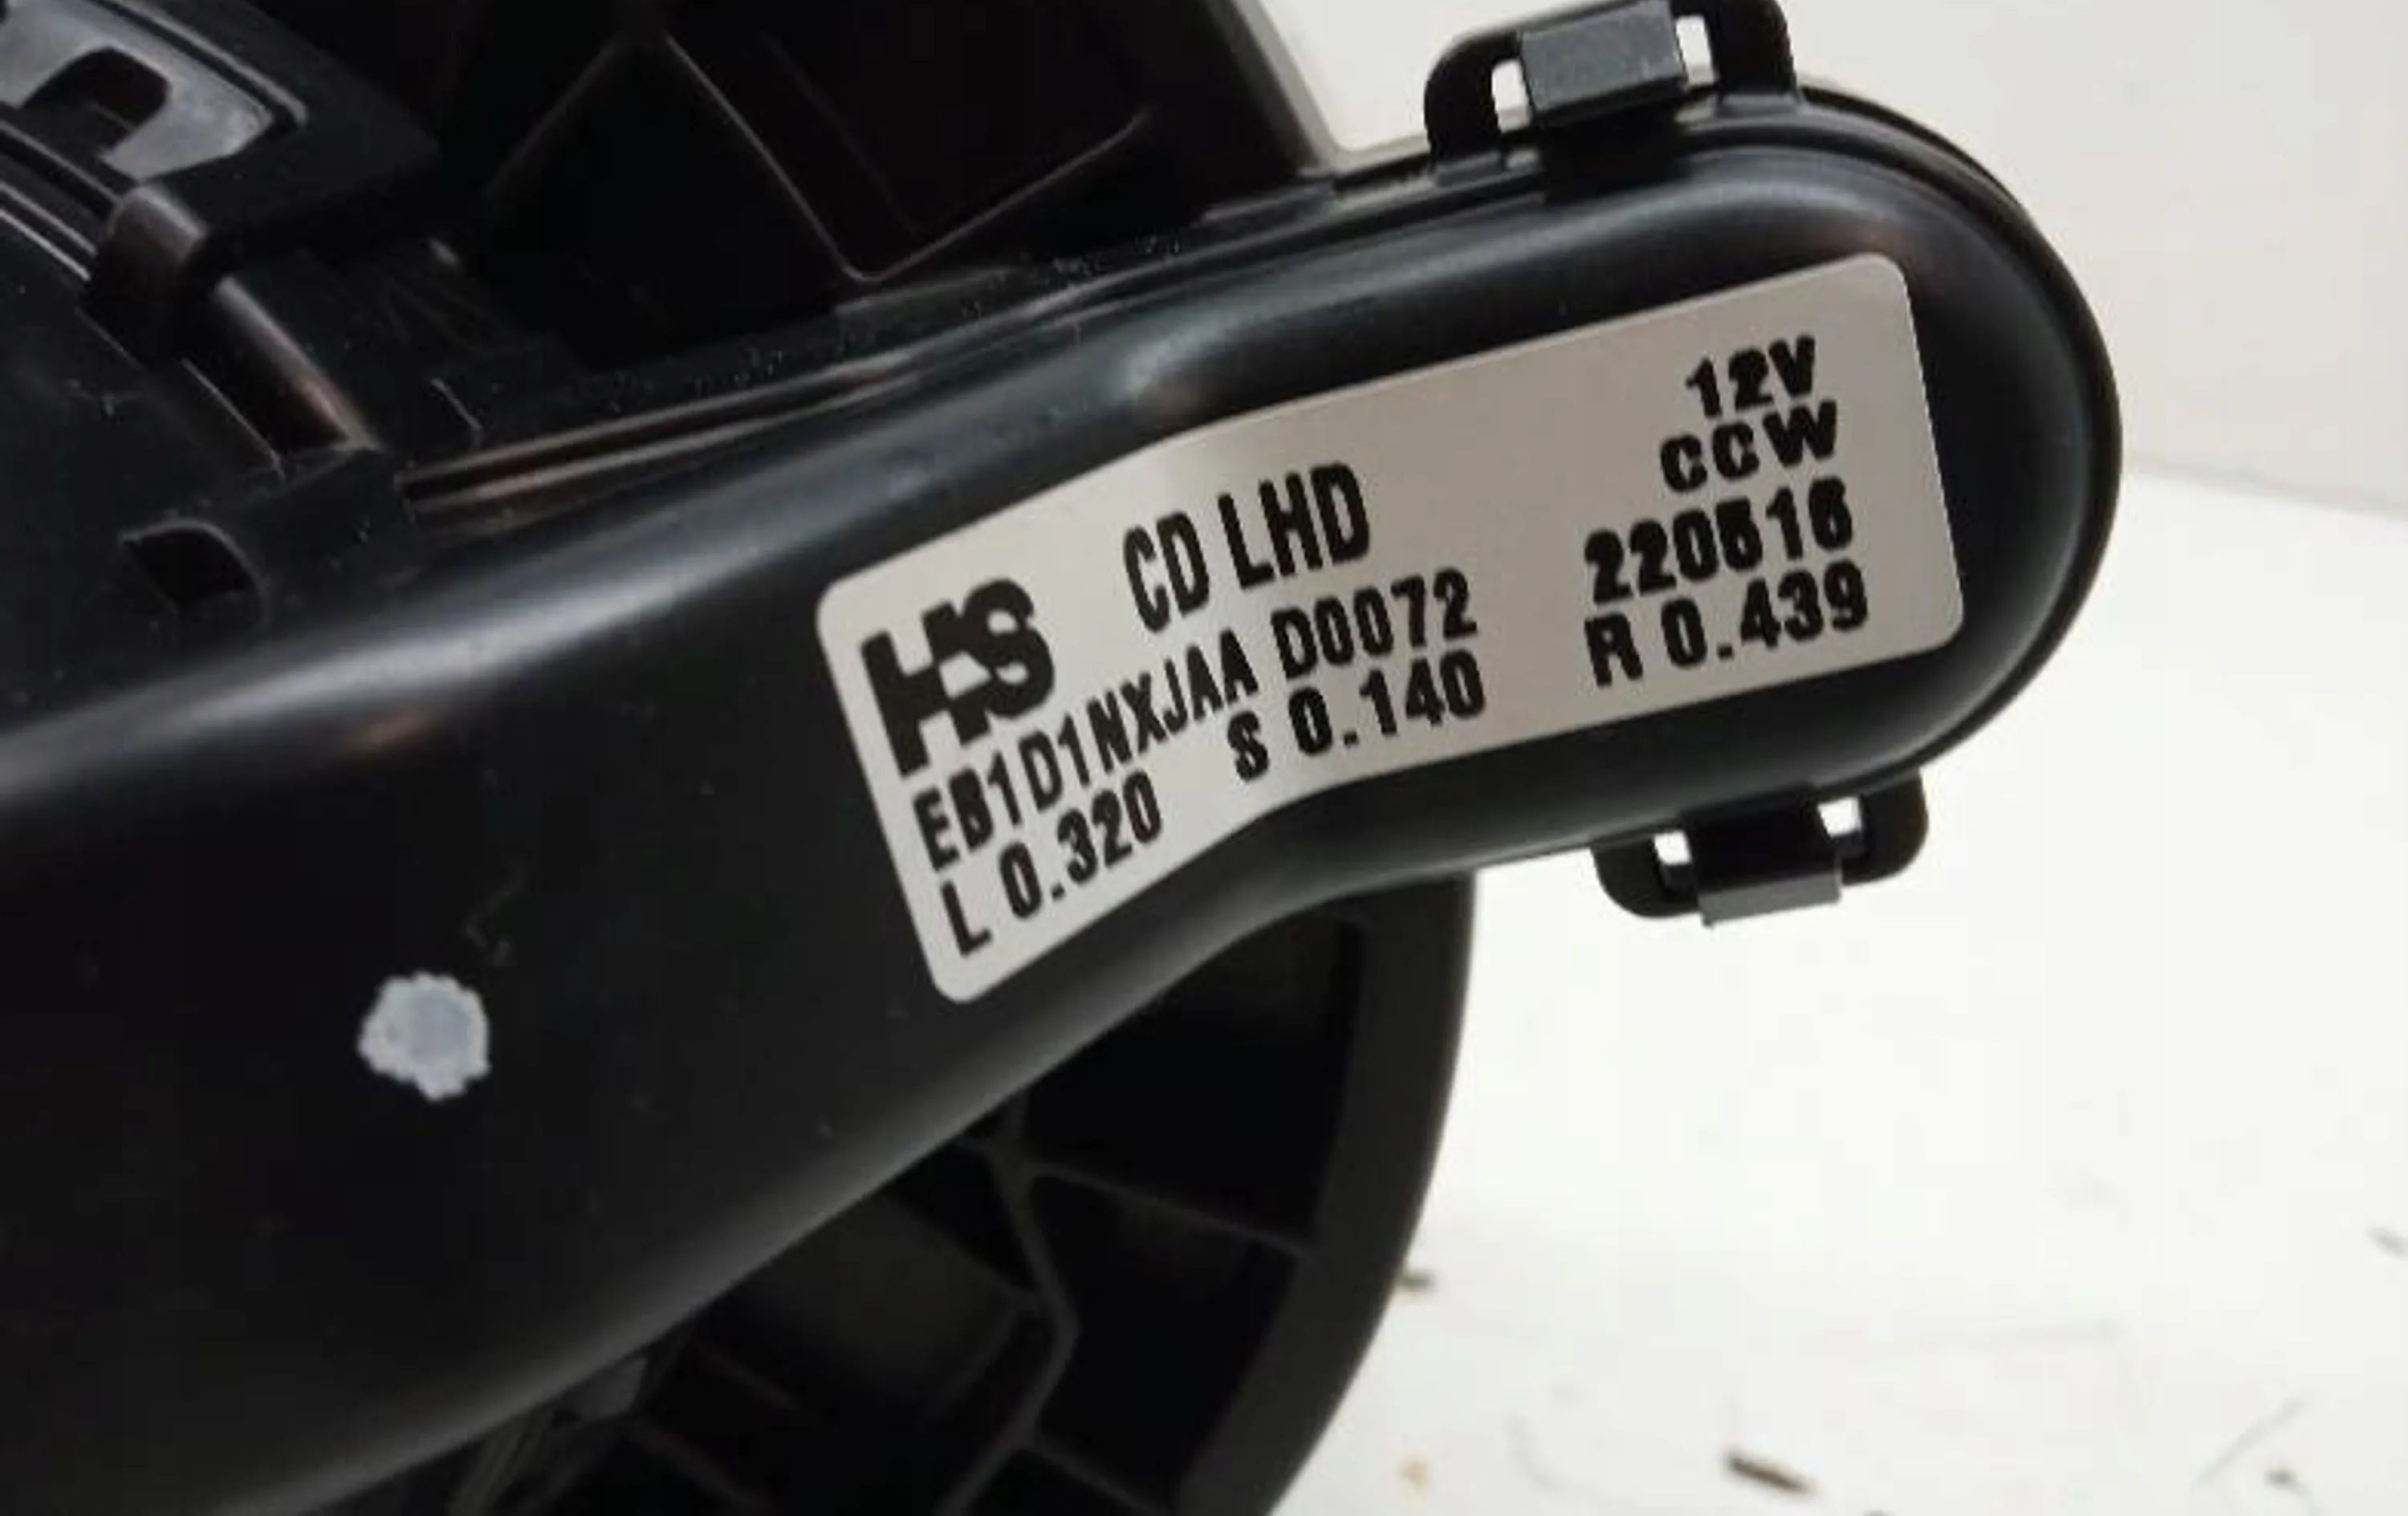 HS CD LHD
EB1D1NXJAA D0072
L 0.320 S 0.140
12V
CCW
220516
R 0.439